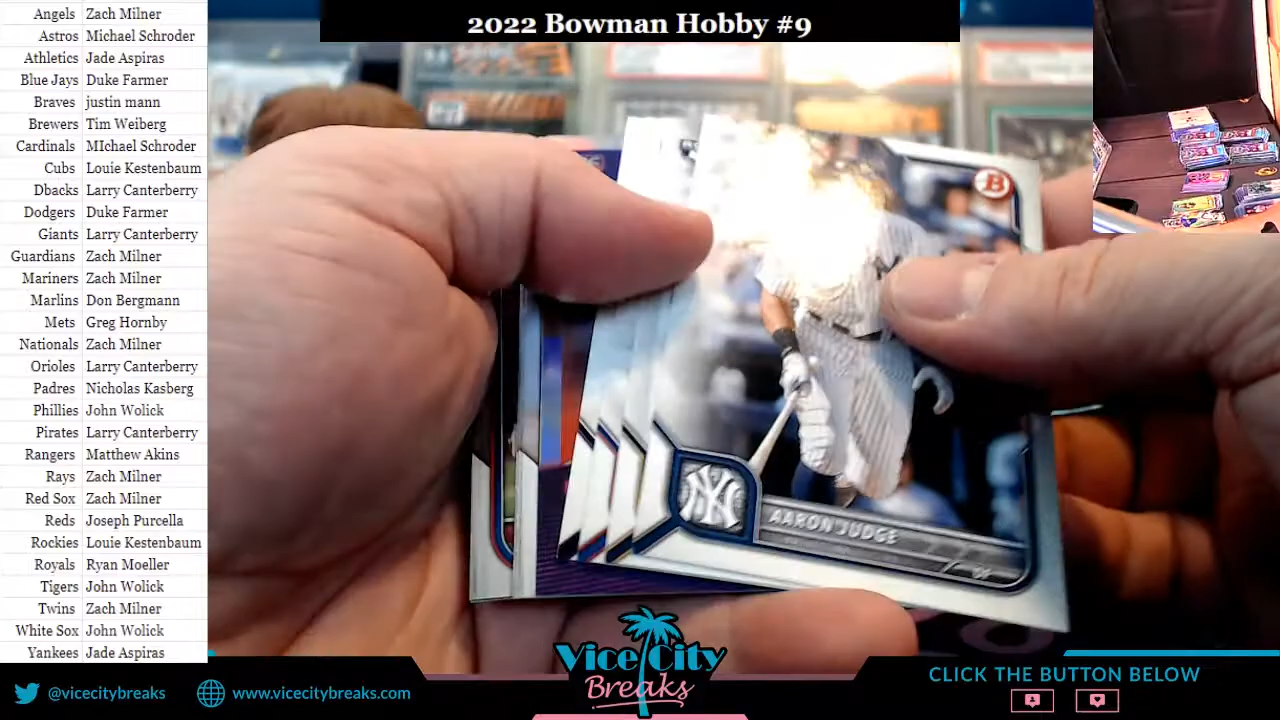 2022 Bowman Hobby #9
Angels Zach Milner
Astros Michael Schroder
Athletics Jade Aspiras
Blue Jays Duke Farmer
Braves justin mann
Brewers Tim Weiberg
Cardinals MIchael Schroder
Cubs Louie Kestenbaum
Dbacks Larry Canterberry
Dodgers Duke Farmer
Giants Larry Canterberry
Guardians Zach Milner
Mariners Zach Milner
Marlins Don Bergmann
Mets Greg Hornby
Nationals Zach Milner
Orioles Larry Canterberry
Padres Nicholas Kasberg
Phillies John Wolick
Pirates Larry Canterberry
Rangers Matthew Akins
Rays Zach Milner
Red Sox Zach Milner
Reds Joseph Purcella
Rockies Louie Kestenbaum
Royals Ryan Moeller
Tigers John Wolick
Twins Zach Milner
White Sox John Wolick
Yankees Jade Aspiras
B
NY
AARON JUDGE
@vicecitybreaks
www.vicecitybreaks.com
Vice City
Breaks
CLICK THE BUTTON BELOW